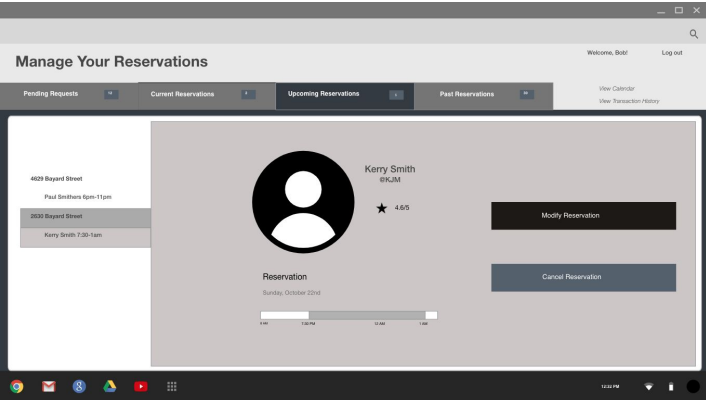 Welcome, Bob!
Log out
Manage Your Reservations
Pending Requests
Current Reservations
Upcoming Reservations
Past Reservations
View Calendar
View Transaction History
4629 Bayard Street
Paul Smithers 6pm-11pm
2630 Bayard Street
Kerry Smith 7:30-1am
Kerry Smith
@KJM
4.6/5
Modify Reservation
Cancel Reservation
Reservation
Sunday, October 22nd
7:30 PM
12 AM
1 AM
12:32 PM